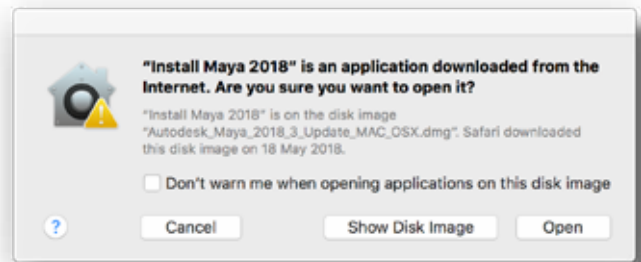 “Install Maya 2018” is an application downloaded from the
Internet. Are you sure you want to open it?
“Install Maya 2018” is on the disk image
“Autodesk_Maya_2018_3_Update_MAC_OSX.dmg”. Safari downloaded
this disk image on 18 May 2018.
Don’t warn me when opening applications on this disk image
?
Cancel
Show Disk Image
Open